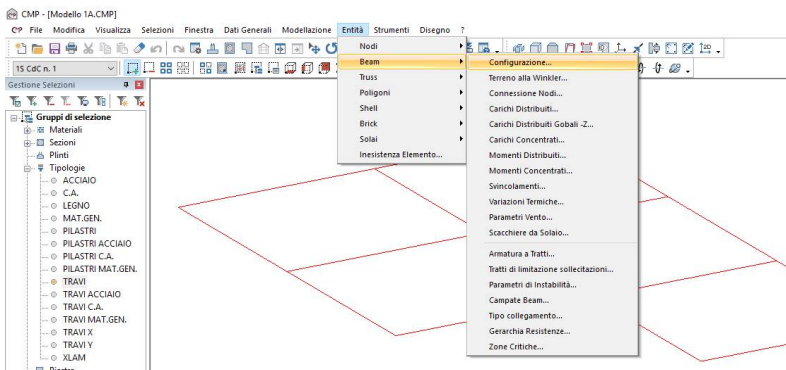 CMP - [Modello 1A.CMP]
File Modifica Visualizza Selezioni Finestra Dati Generali Modellazione Entità Strumenti Disegno ?
1S CdC n. 1
Gestione Selezioni
Gruppi di selezione
Materiali
Sezioni
Plinti
Tipologie
ACCIAIO
C.A.
LEGNO
MAT.GEN.
PILASTRI
PILASTRI ACCIAIO
PILASTRI C.A.
PILASTRI MAT.GEN.
TRAVI
TRAVI ACCIAIO
TRAVI C.A.
TRAVI MAT.GEN.
TRAVI X
TRAVI Y
XLAM
Nodi
Beam
Truss
Poligoni
Shell
Brick
Solai
Inesistenza Elemento...
Configurazione...
Terreno alla Winkler...
Connessione Nodi...
Carichi Distribuiti...
Carichi Distribuiti Gobali -Z...
Carichi Concentrati...
Momenti Distribuiti...
Momenti Concentrati...
Svincolamenti...
Variazioni Termiche...
Parametri Vento...
Scacchiere da Solaio...
Armatura a Tratti...
Tratti di limitazione sollecitazioni...
Parametri di Instabilità...
Campate Beam...
Tipo collegamento...
Gerarchia Resistenze...
Zone Critiche...